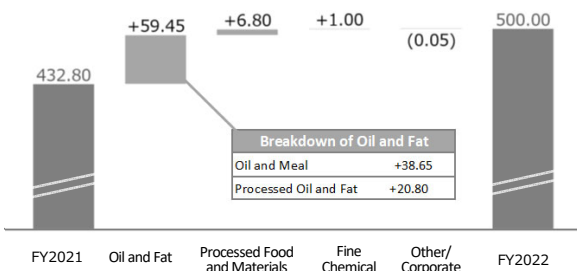 +59.45
+6.80
+1.00
(0.05)
500.00
432.80
Breakdown of Oil and Fat
Oil and Meal +38.65
Processed Oil and Fat +20.80
FY2021
Oil and Fat
Processed Food
and Materials
Fine
Chemical
Other/
Corporate
FY2022